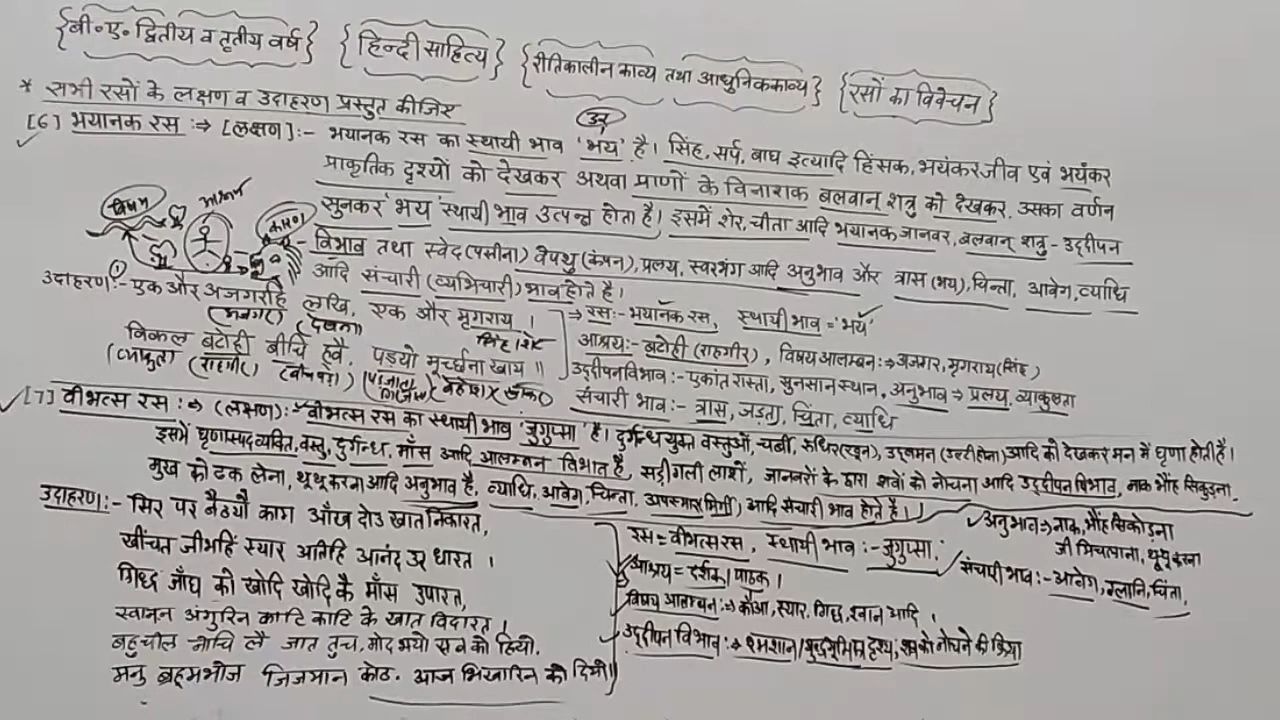 {बी॰ए॰ द्वितीय व तृतीय वर्ष} {हिन्दी साहित्य} {रीतिकालीन काव्य तथा आधुनिक काव्य} {रसों का विवेचन}
* सभी रसों के लक्षण व उदाहरण प्रस्तुत कीजिए
[6] भयानक रस :⇒ [लक्षण]:- भयानक रस का स्थायी भाव 'भय' है। सिंह, सर्प, बाघ इत्यादि हिंसक, भयंकर जीव एवं भयंकर
डर
प्राकृतिक दृश्यों को देखकर अथवा प्राणों के विनाशक बलवान् शत्रु को देखकर, उसका वर्णन
सुनकर 'भय' स्थायी भाव उत्पन्न होता है। इसमें शेर, चीता आदि भयानक जानवर, बलवान् शत्रु - उद्दीपन
विभाव तथा स्वेद (पसीना) वेपथु (कंपन), प्रलय, स्वरभंग आदि अनुभाव और त्रास (भय), चिन्ता, आवेग, व्याधि
आदि संचारी (व्यभिचारी) भाव होते है।
विषय
उदाहरण:- ① एक और अजगरहि लखि, एक और मृगराय ।
(अजगर) (देखना) सिंह।शेर
विकल बटोही बीचि ह्वै, पड्यो मूर्च्छना खाय ॥
(व्याकुल) (राहगीर)
⇒ रस:- भयानक रस, स्थायी भाव = 'भय'
आश्रय:- बटोही (राहगीर), विषय आलम्बन:⇒ अजगर, मृगराय (सिंह)
उद्दीपन विभाव:- एकांत रास्ता, सुनसान स्थान, अनुभाव ⇒ प्रलय, व्याकुलता
संचारी भाव:- त्रास, जड़ता, चिंता, व्याधि
[7] वीभत्स रस :⇒ (लक्षण):- वीभत्स रस का स्थायी भाव 'जुगुप्सा' है। दुर्गन्धयुक्त वस्तुओं, चर्बी, रूधिर (खून), उद्वमन (उल्टी होना) आदि को देखकर मन में घृणा होती है।
इसमें घृणास्पद व्यक्ति, वस्तु, दुर्गन्ध, माँस आदि आलम्बन विभाव है, सड़ी गली लाशें, जानवरों के द्वारा शवों को नोचना आदि उद्दीपन विभाव, नाक भौंह सिकुड़ना,
मुख को ढक लेना, थूथू करना आदि अनुभाव है, व्याधि, आवेग, चिन्ता, अपस्मार (मिर्गी) आदि संचारी भाव होते है।
उदाहरण:- सिर पर बैठ्यौ काग आँख दोउ खात निकारत,
खींचत जीभहिं स्यार अतिहि आनंद उर धारत ।
गिध्द जाँघ को खोदि खोदि कै माँस उपारत,
स्वानन अंगुरिन काटि काटि के खात विदारत।
बहुचील नोचि लै जात तुच, मोद भयो सब को हियो,
मनु ब्रह्मभोज जिजमान कोउ, आज भिखारिन को दियो॥
रस = वीभत्स रस, स्थायी भाव:- जुगुप्सा,
आश्रय = दर्शक / पाठक ।
विषय आलम्बन:⇒ कौआ, स्यार, गिध्द, श्वान आदि ।
उद्दीपन विभाव:⇒ श्मशान/युद्धभूमि का दृश्य, शव को नोचने की क्रिया
अनुभाव ⇒ नाक, भौंह सिकोड़ना
जी मिचलाना, थूथू करना
संचारी भाव:- आवेग, ग्लानि, चिंता,